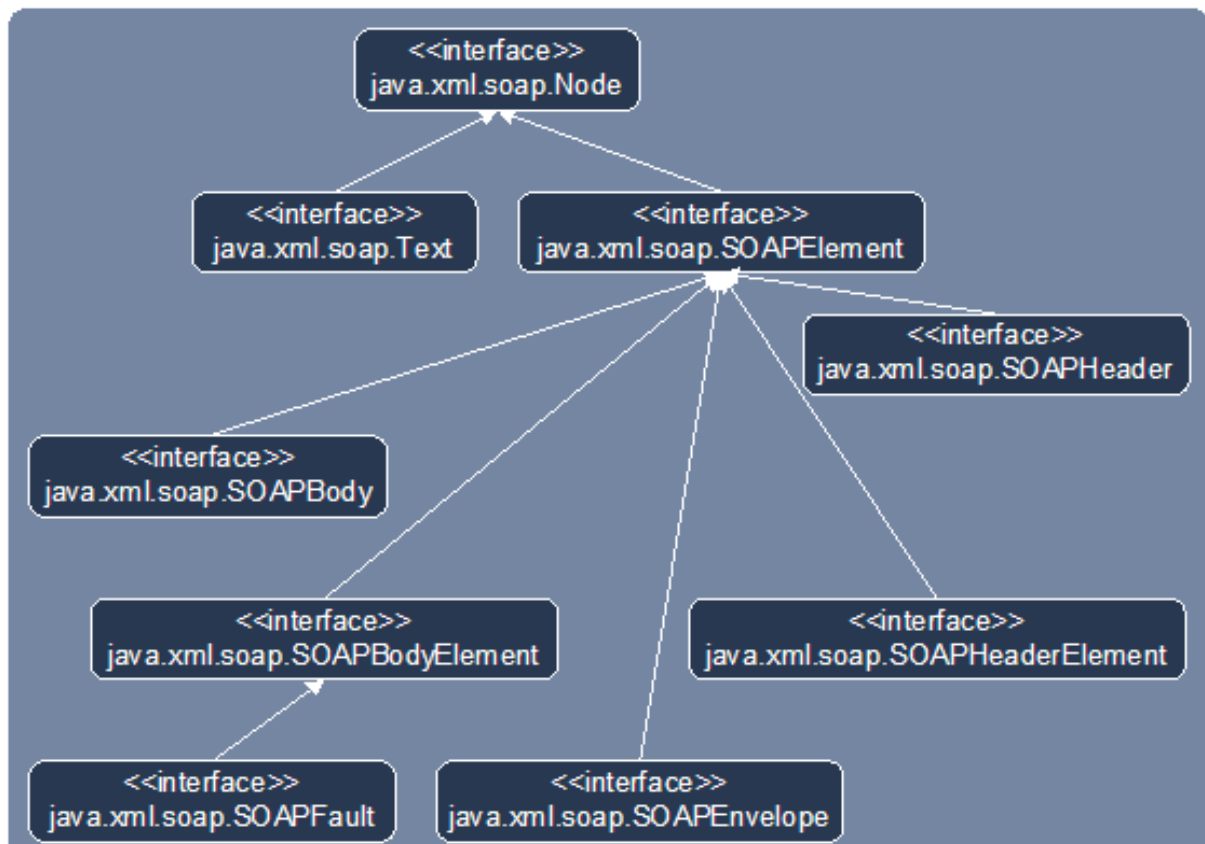 <<interface>>
java.xml.soap.Node
<<interface>>
java.xml.soap.Text
<<interface>>
java.xml.soap.SOAPElement
<<interface>>
java.xml.soap.SOAPHeader
<<interface>>
java.xml.soap.SOAPBody
<<interface>>
java.xml.soap.SOAPBodyElement
<<interface>>
java.xml.soap.SOAPHeaderElement
<<interface>>
java.xml.soap.SOAPFault
<<interface>>
java.xml.soap.SOAPEnvelope